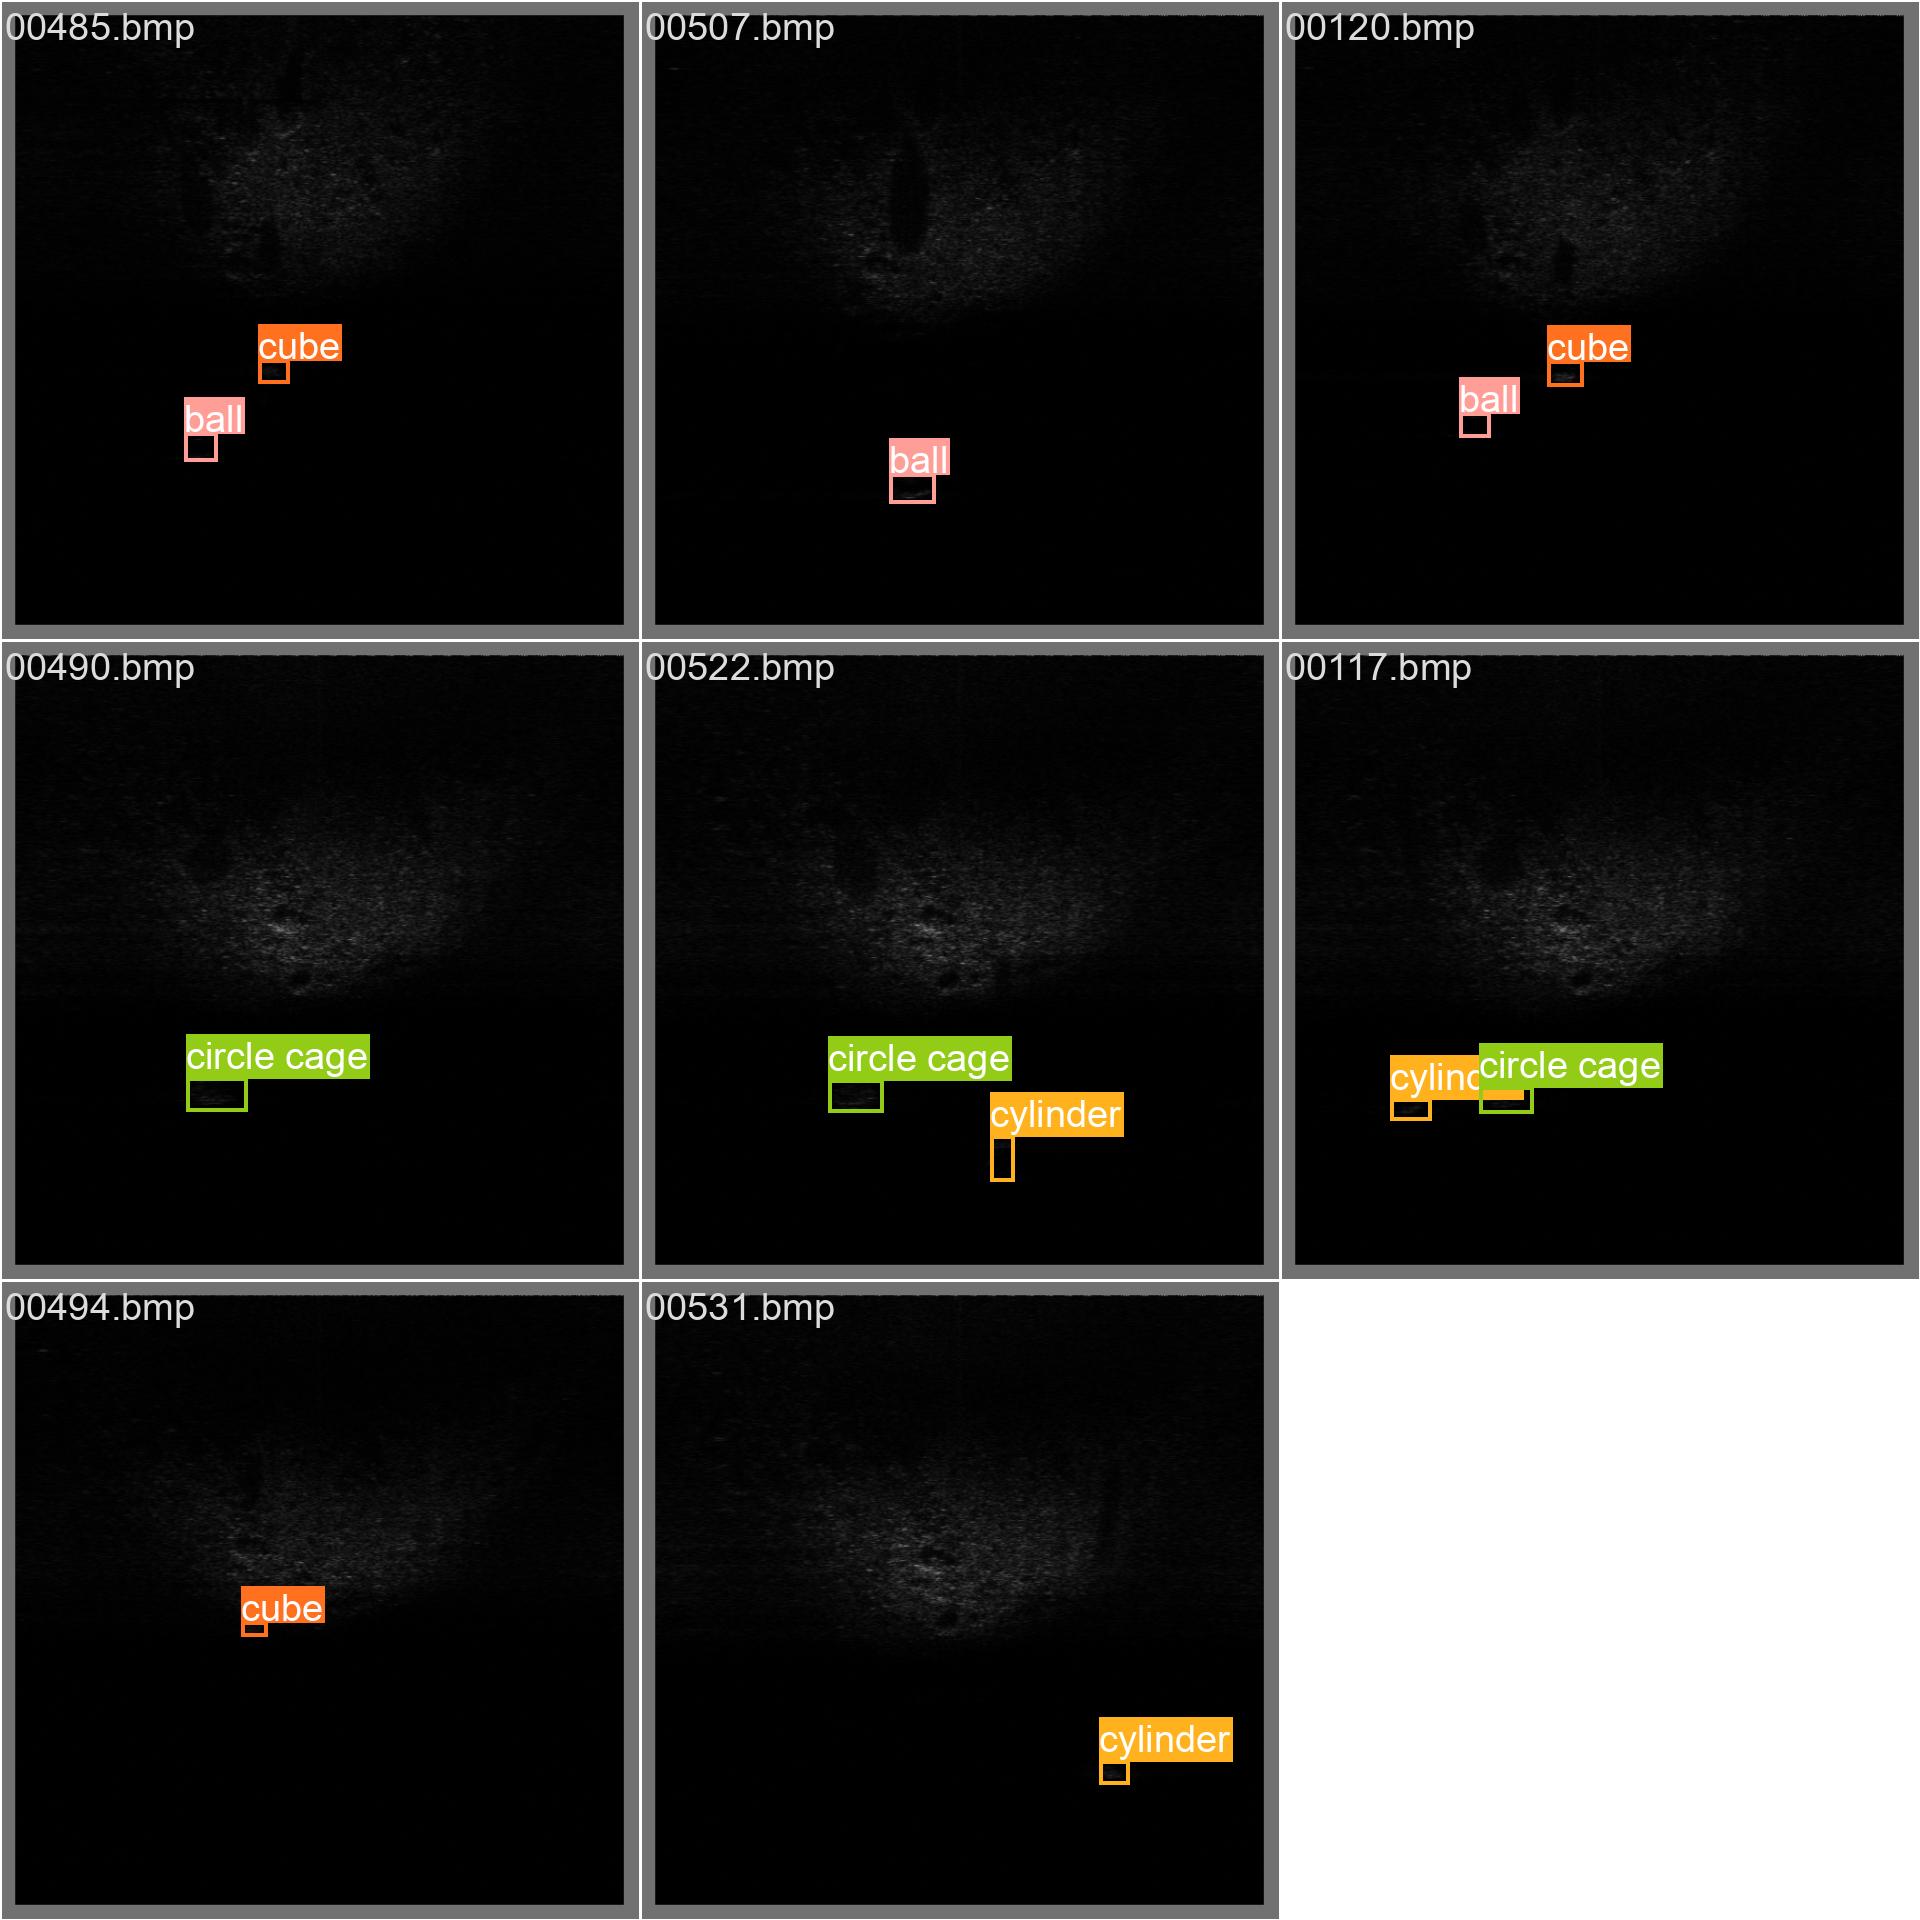 00485.bmp
00507.bmp
00120.bmp
cube
ball
ball
cube
ball
00490.bmp
00522.bmp
00117.bmp
circle cage
circle cage
cylinder
cylind
circle cage
00494.bmp
00531.bmp
cube
cylinder